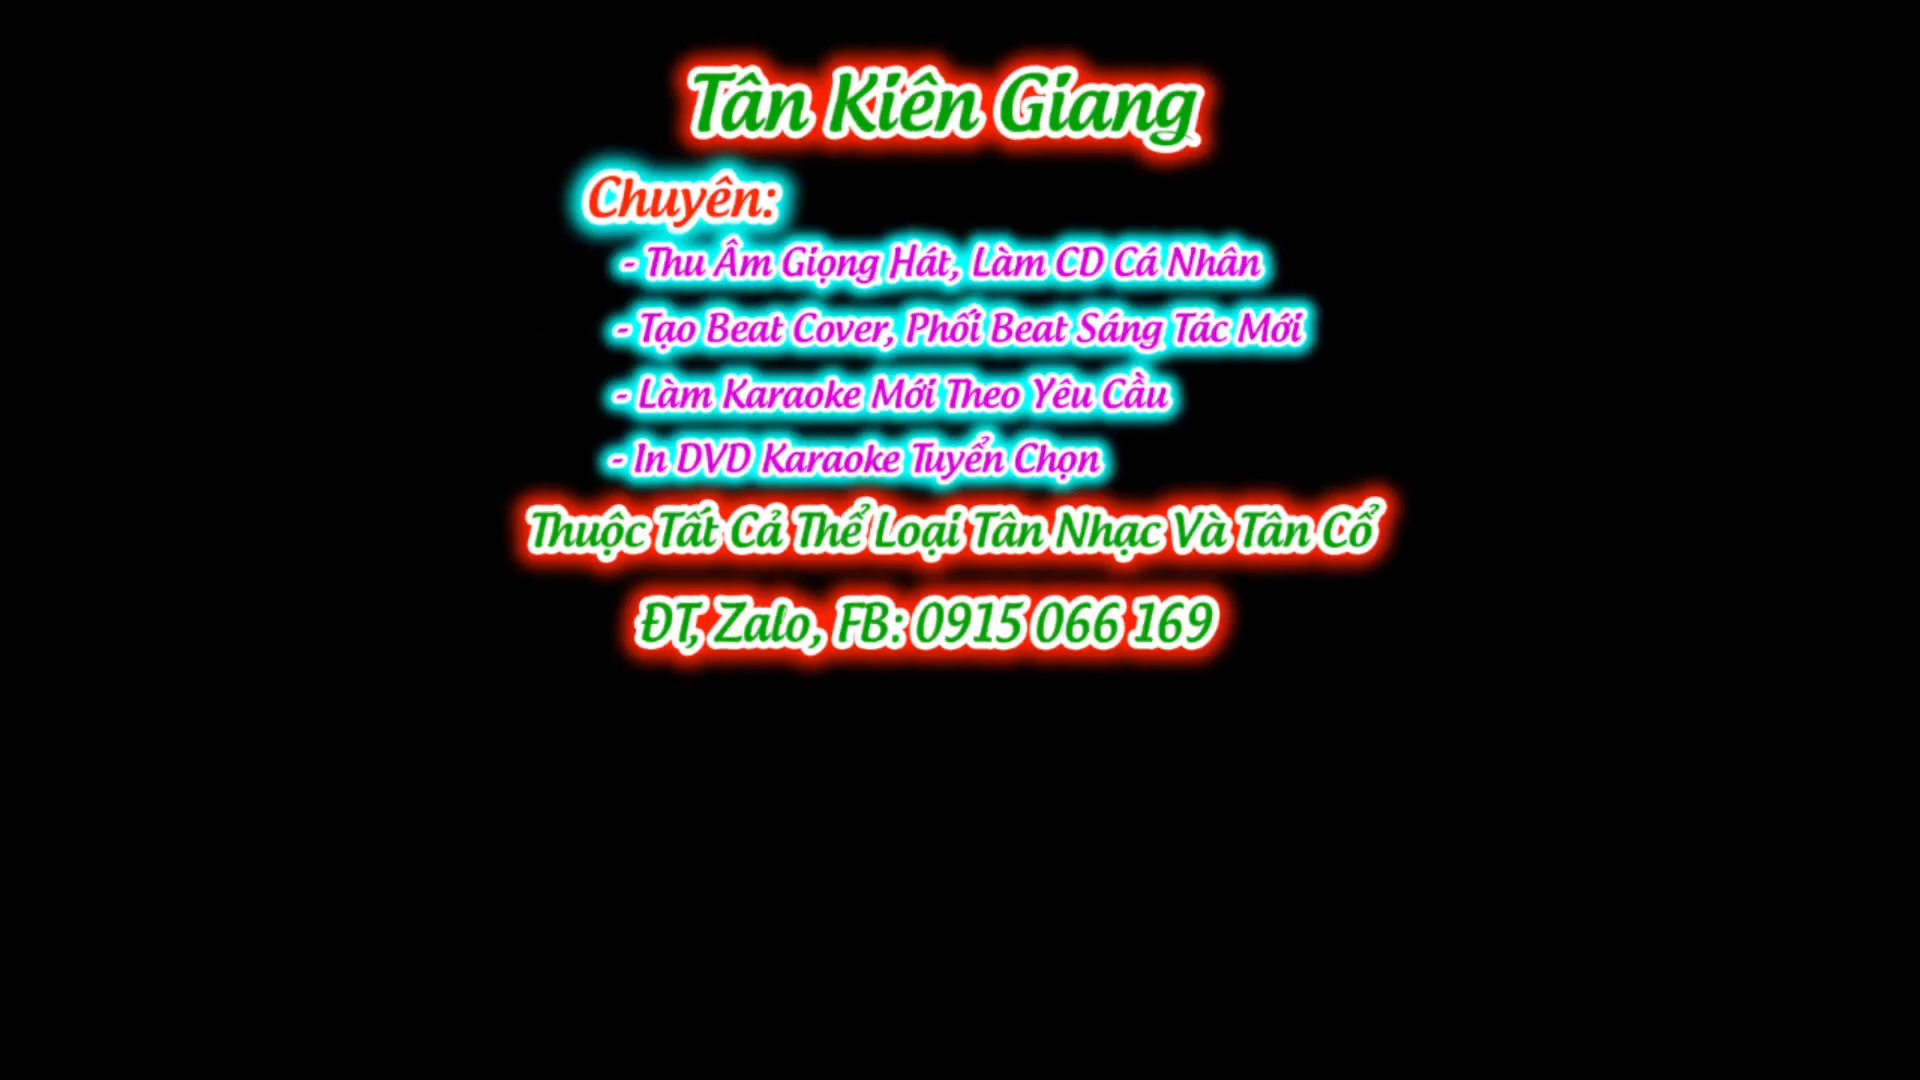 Tân Kiên Giang
Chuyên:
- Thu Âm Giọng Hát, Làm CD Cá Nhân
- Tạo Beat Cover, Phối Beat Sáng Tác Mới
- Làm Karaoke Mới Theo Yêu Cầu
- In DVD Karaoke Tuyển Chọn
Thuộc Tất Cả Thể Loại Tân Nhạc Và Tân Cổ
ĐT, Zalo, FB: 0915 066 169